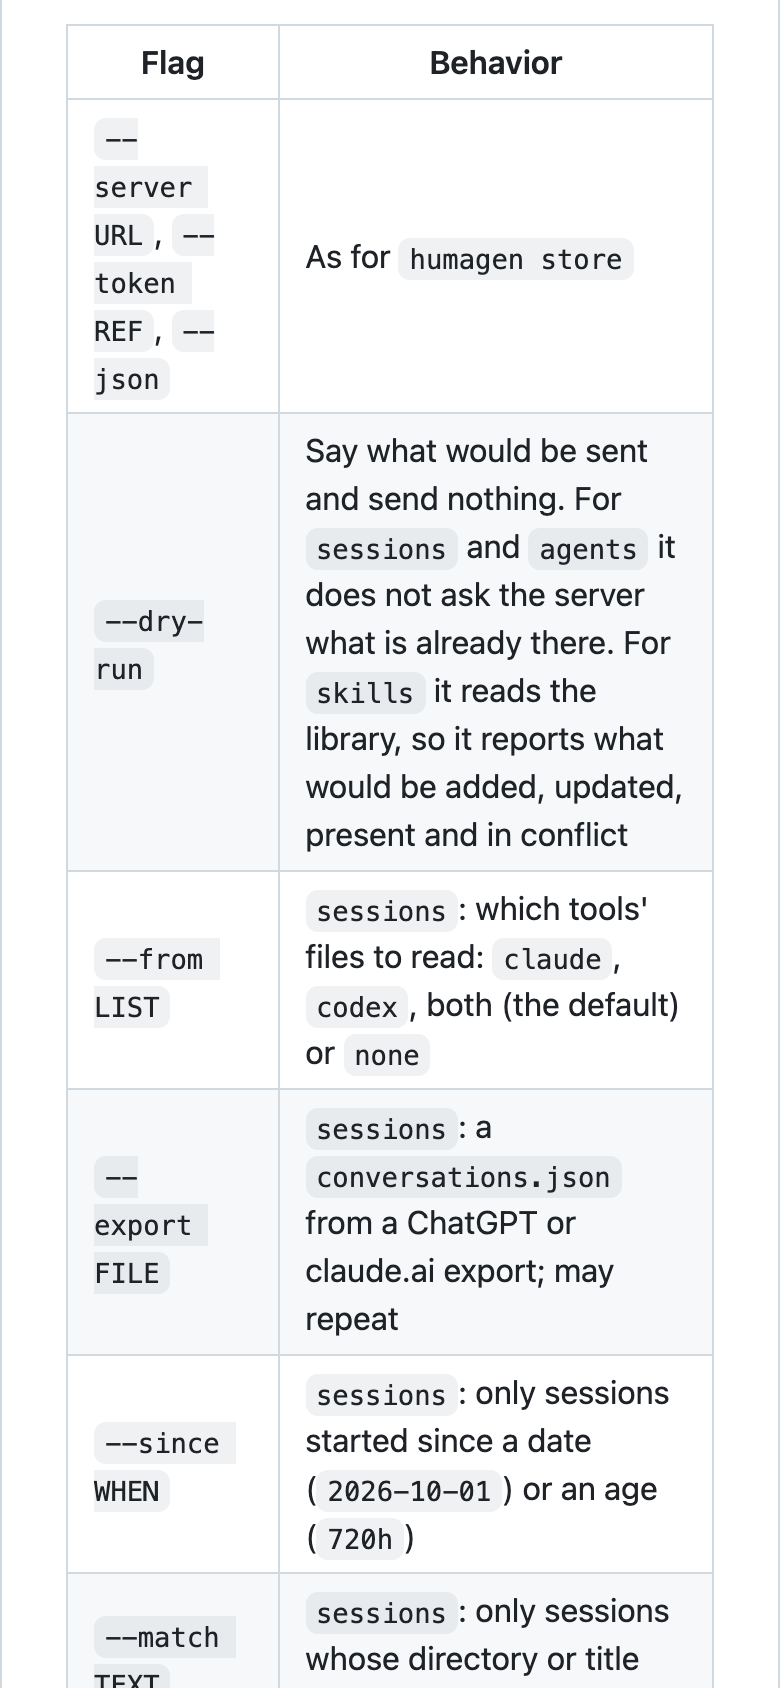 Flag Behavior
--
server
URL, --
token
REF, --
json
As for humagen store
--dry-
run
Say what would be sent
and send nothing. For
sessions and agents it
does not ask the server
what is already there. For
skills it reads the
library, so it reports what
would be added, updated,
present and in conflict
--from
LIST
sessions: which tools'
files to read: claude,
codex, both (the default)
or none
--
export
FILE
sessions: a
conversations.json
from a ChatGPT or
claude.ai export; may
repeat
--since
WHEN
sessions: only sessions
started since a date
(2026-10-01) or an age
(720h)
--match
TEXT
sessions: only sessions
whose directory or title